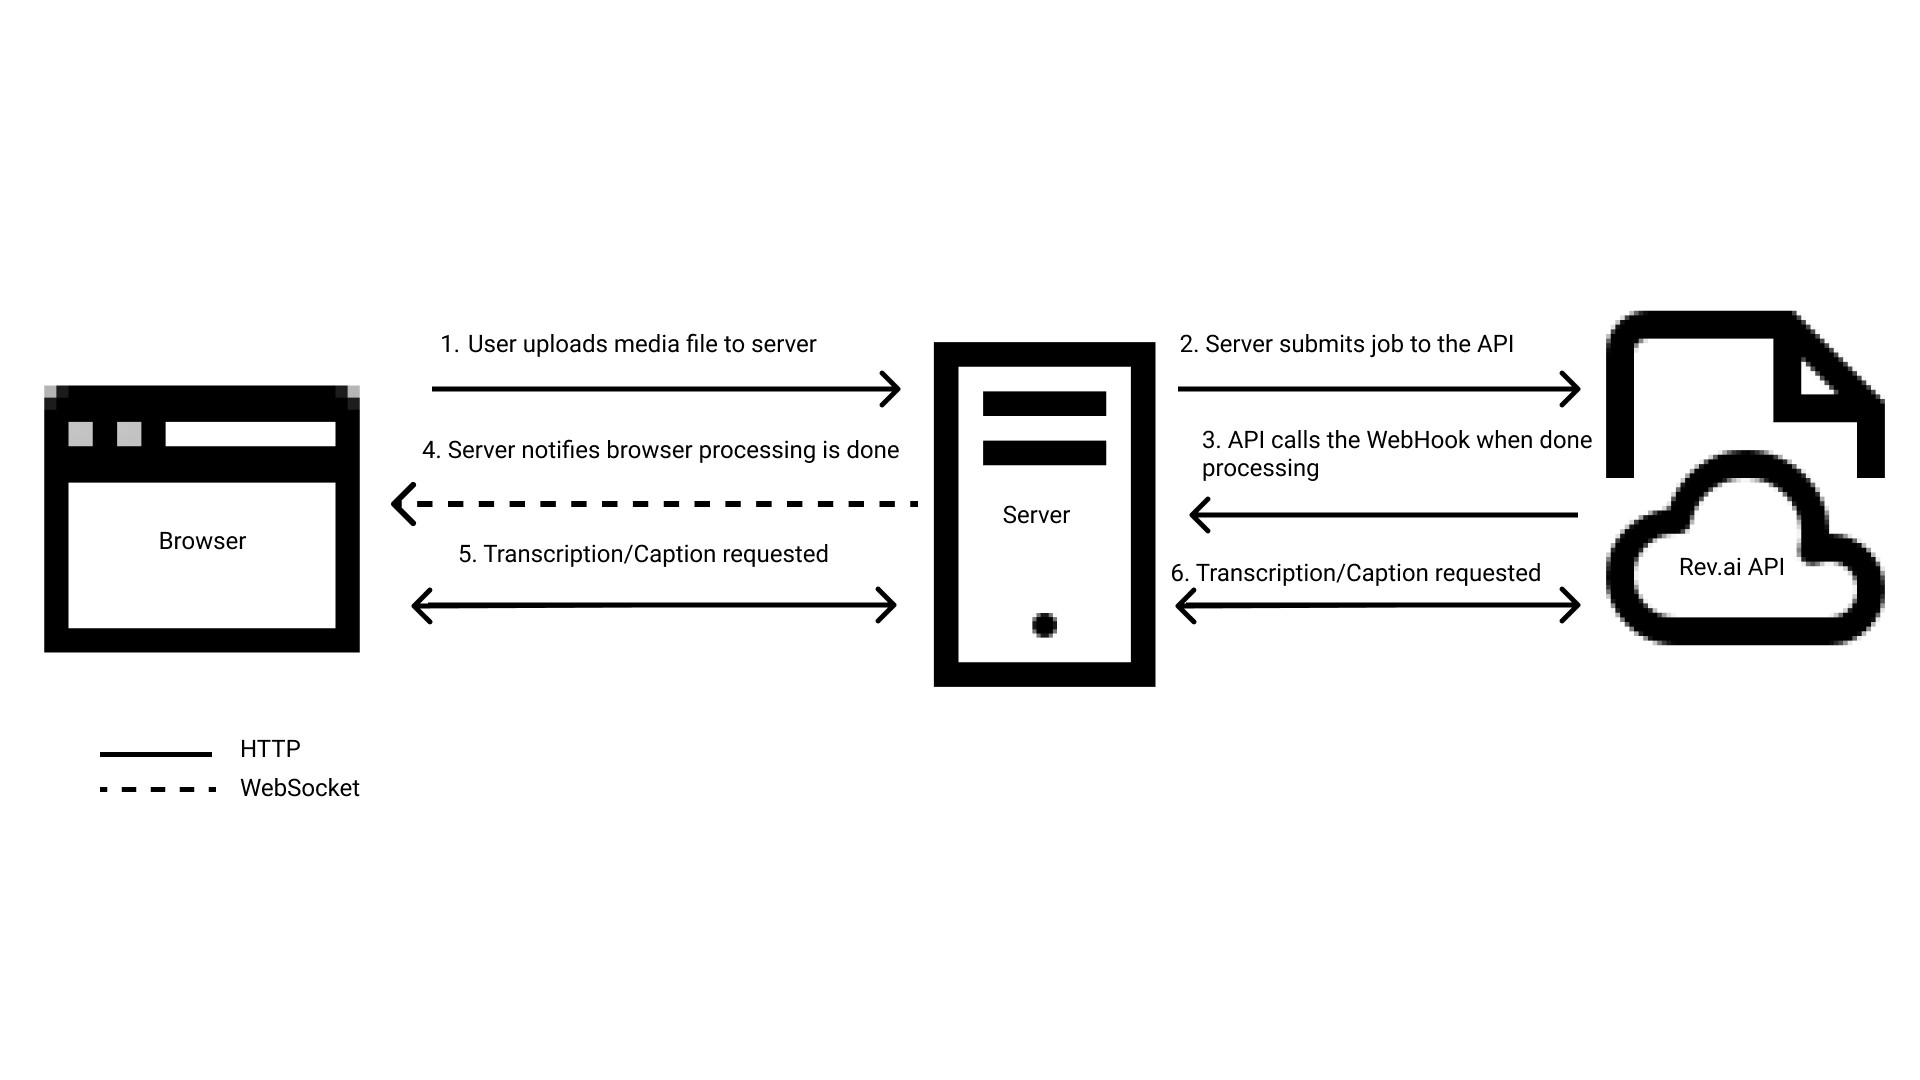 1. User uploads media file to server
2. Server submits job to the API
4. Server notifies browser processing is done
3. API calls the WebHook when done
processing
Browser
Server
5. Transcription/Caption requested
6. Transcription/Caption requested
Rev.ai API
HTTP
WebSocket